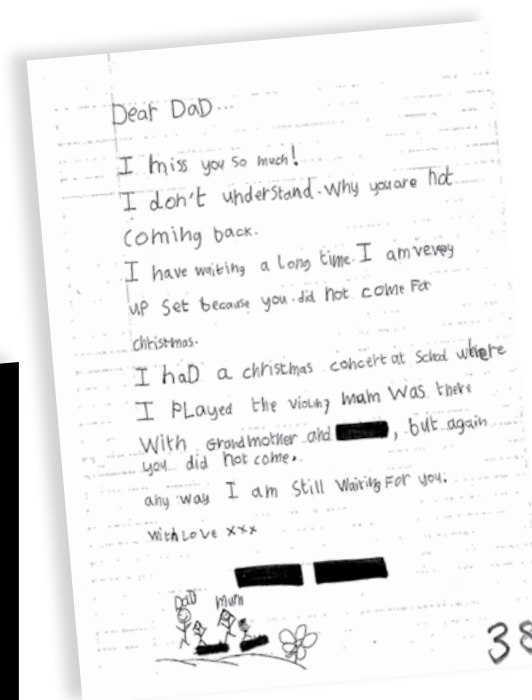 Dear DaD...
I miss you so much!
I don't understand. Why you are not
coming back.
I have waiting a long time. I am vevey
up set because you did not come For
christmas.
I haD a christmas concert at School where
I PLayed the violin, mam Was there
With Grandmother and , but again
you did not come.
any way I am still waiting For you.
With Love xxx
DaD Mum
38